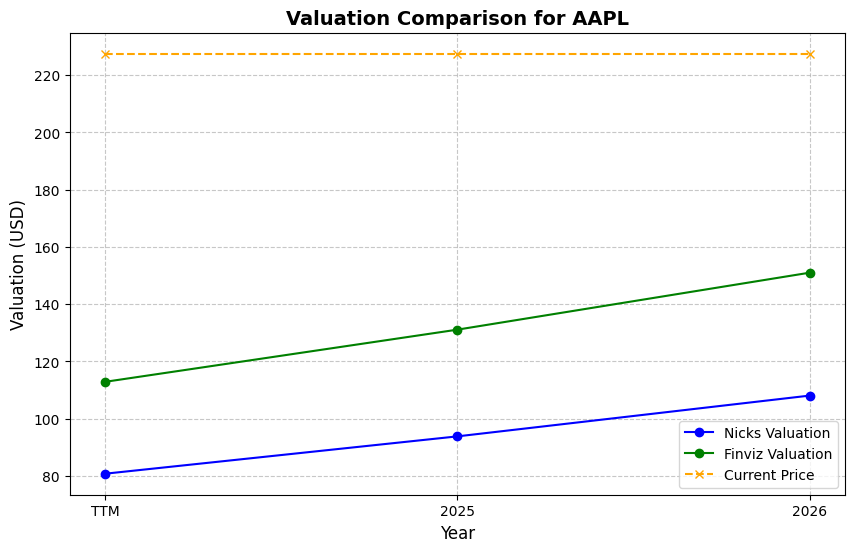 Valuation Comparison for AAPL
Valuation (USD)
220
200
180
160
140
120
100
80
Nicks Valuation
Finviz Valuation
Current Price
TTM
2025
2026
Year